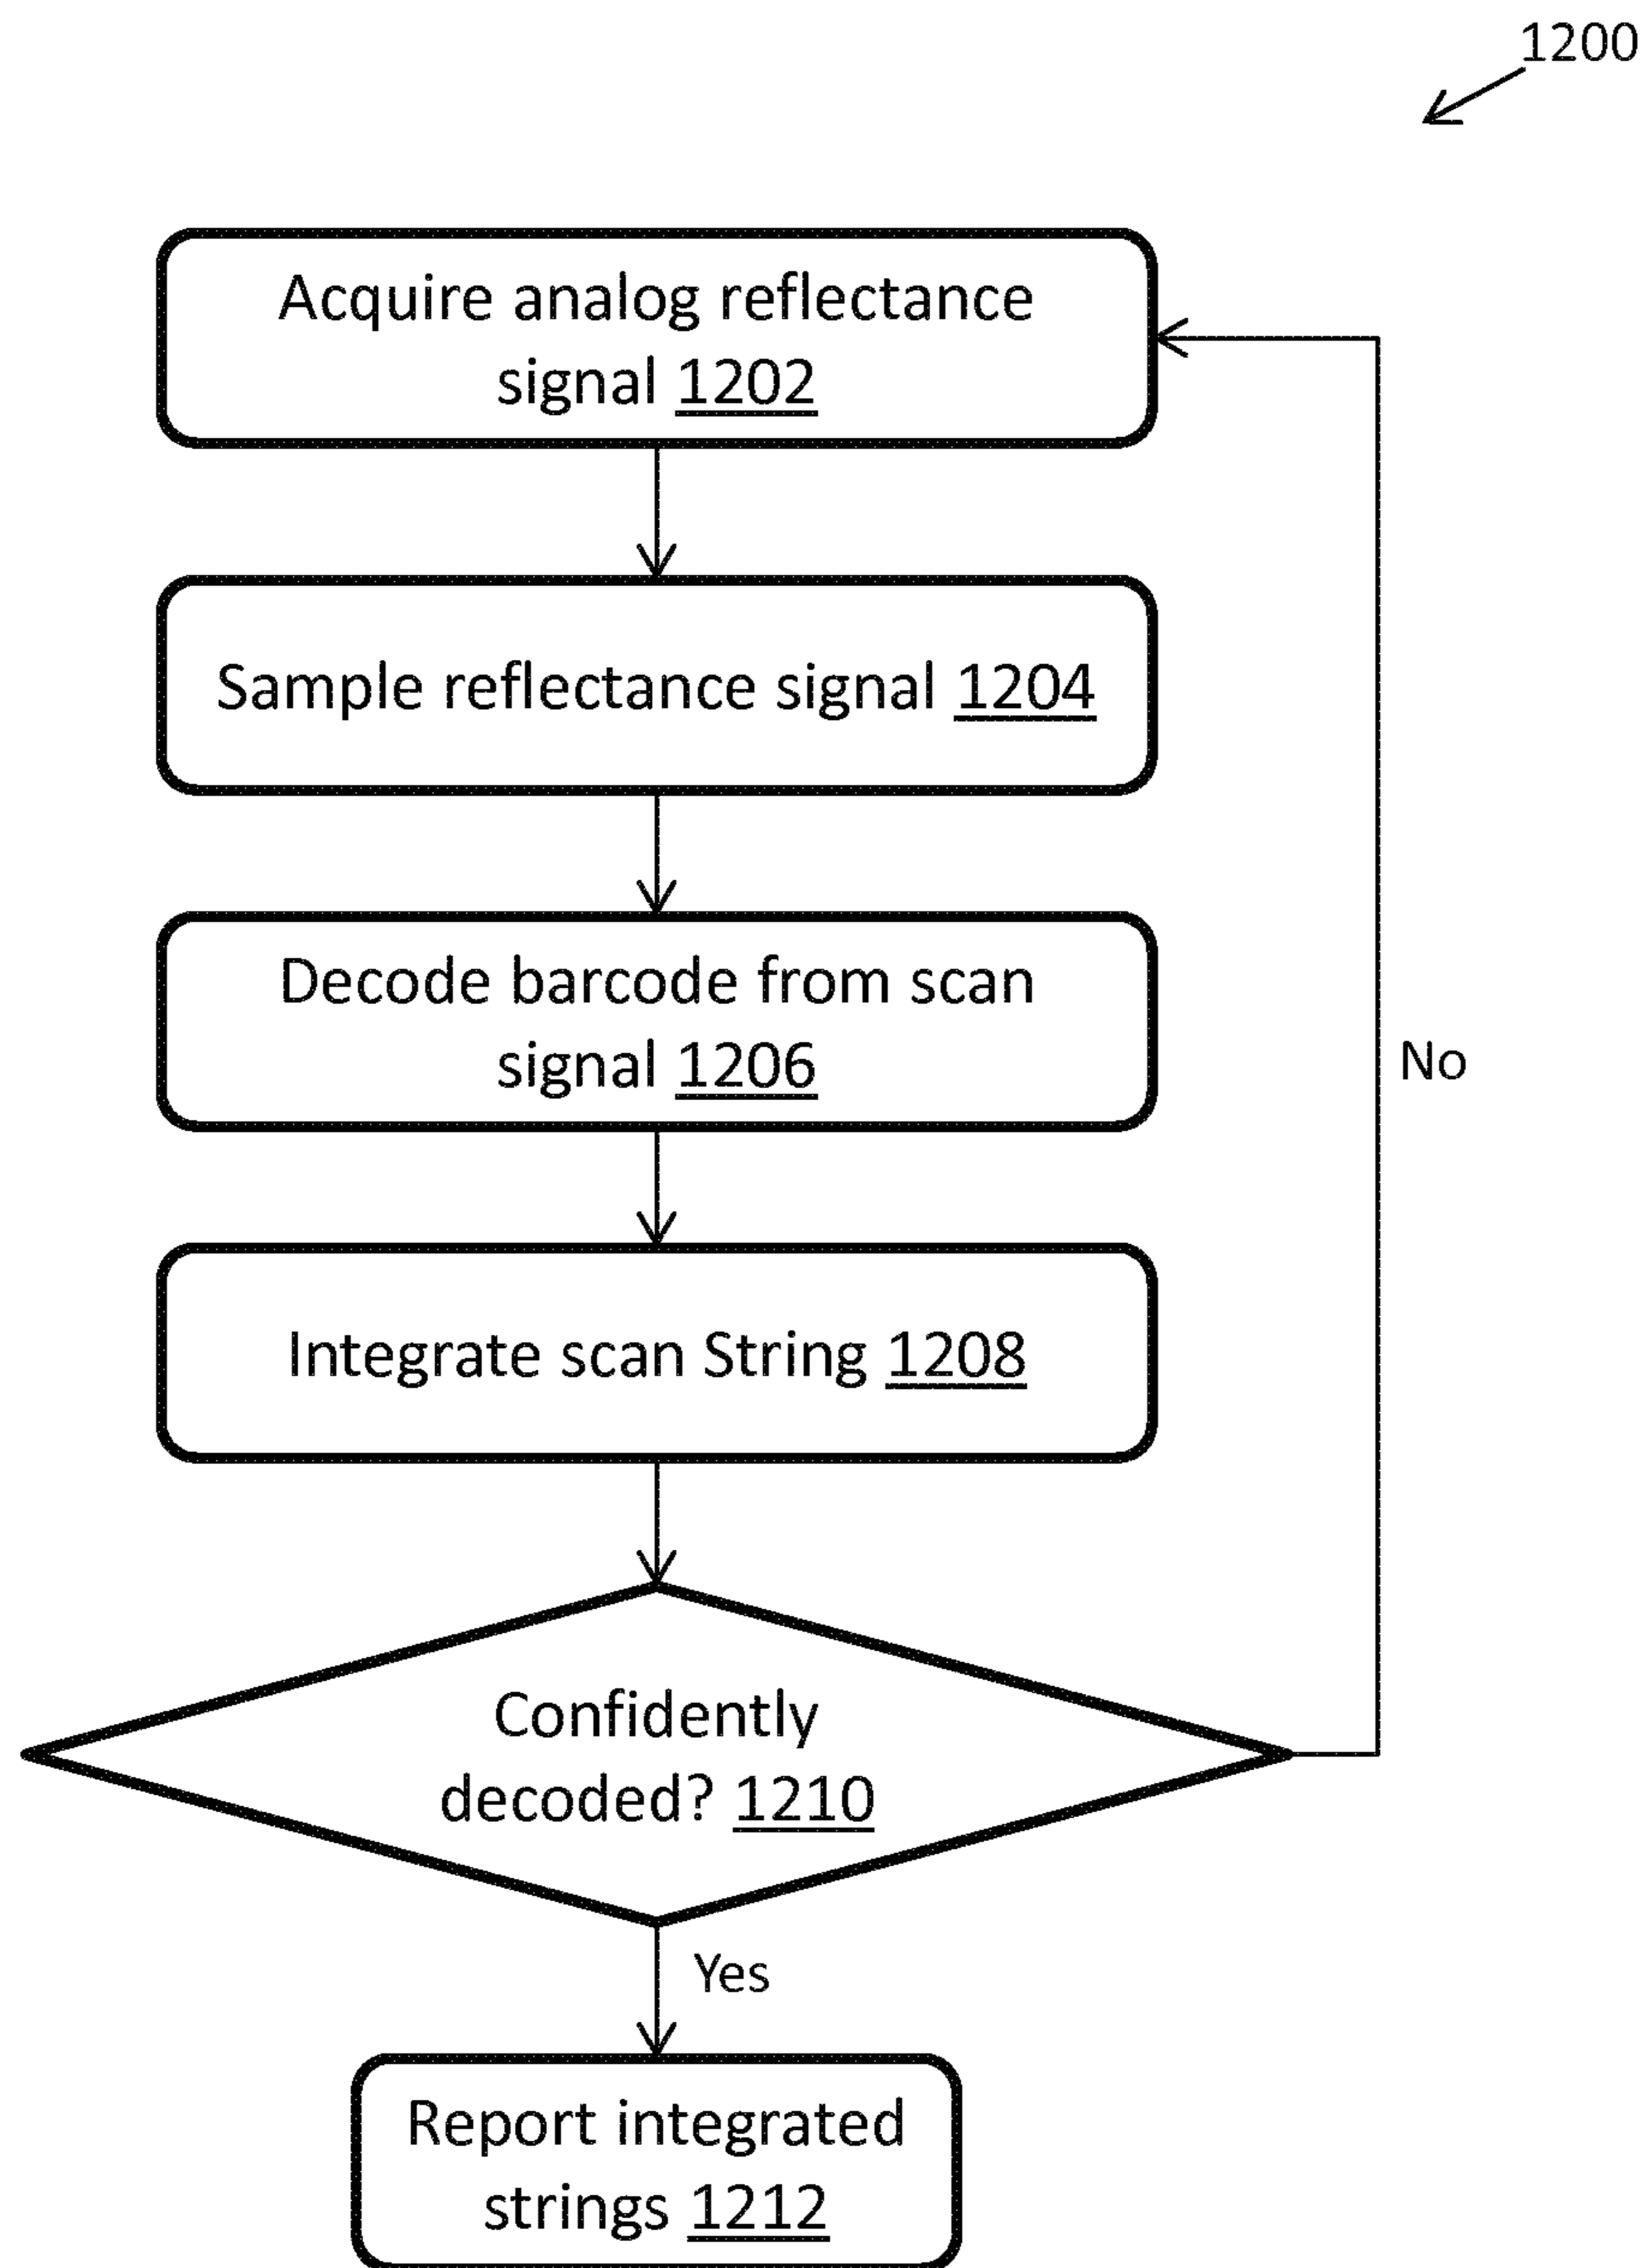 1200
Acquire analog reflectance
signal 1202
Sample reflectance signal 1204
Decode barcode from scan
signal 1206
No
Integrate scan String 1208
Confidently
decoded? 1210
Yes
Report integrated
strings 1212